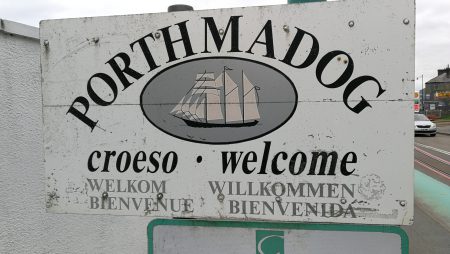 PORTHMADOG
croeso · welcome
WELKOM WILLKOMMEN
BIENVENUE BIENVENIDA